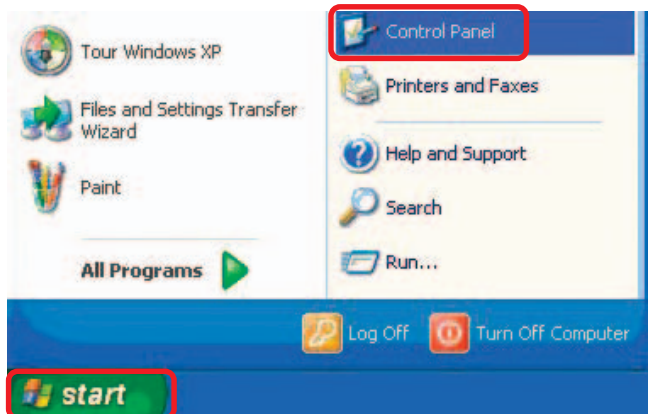 Tour Windows XP
Files and Settings Transfer
Wizard
Paint
All Programs
Control Panel
Printers and Faxes
Help and Support
Search
Run...
Log Off
Turn Off Computer
start